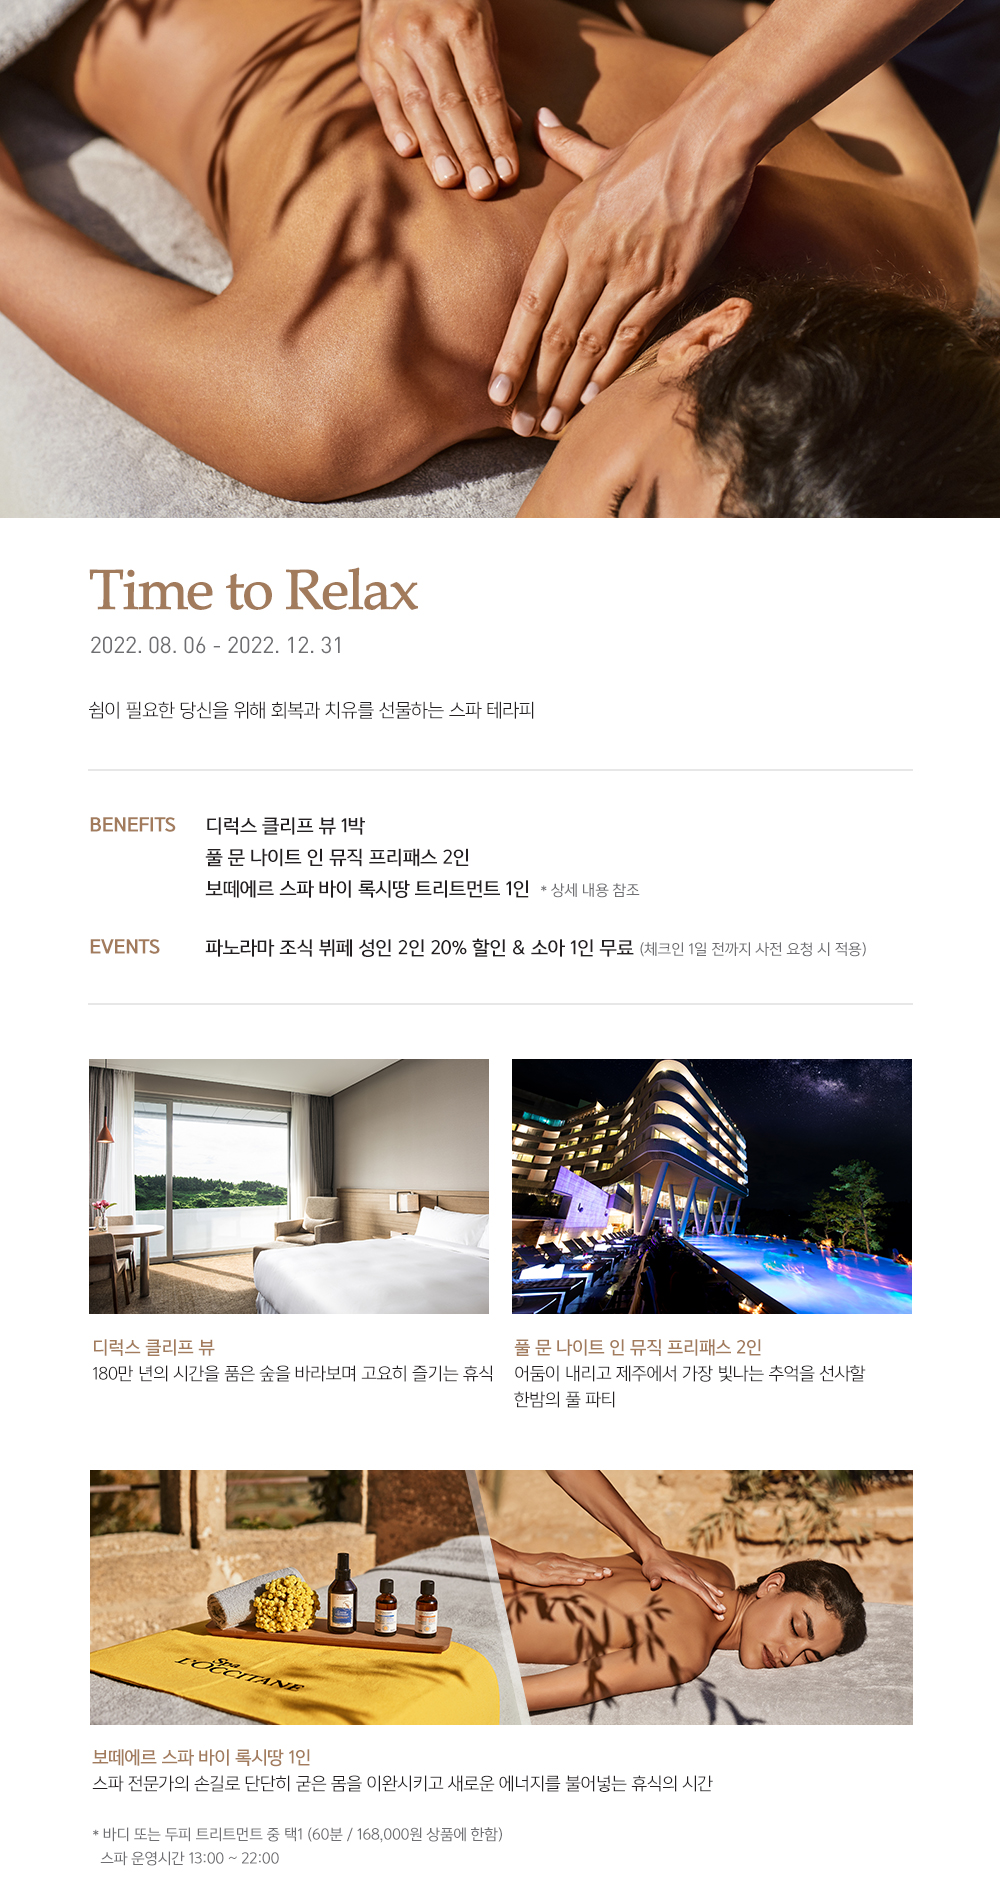 Time to Relax
2022. 08. 06 - 2022. 12. 31
쉼이 필요한 당신을 위해 회복과 치유를 선물하는 스파 테라피
BENEFITS 디럭스 클리프 뷰 1박
풀 문 나이트 인 뮤직 프리패스 2인
보떼에르 스파 바이 록시땅 트리트먼트 1인 * 상세 내용 참조
EVENTS 파노라마 조식 뷔페 성인 2인 20% 할인 & 소아 1인 무료 (체크인 1일 전까지 사전 요청 시 적용)
디럭스 클리프 뷰
180만 년의 시간을 품은 숲을 바라보며 고요히 즐기는 휴식
풀 문 나이트 인 뮤직 프리패스 2인
어둠이 내리고 제주에서 가장 빛나는 추억을 선사할
한밤의 풀 파티
Spa
L'OCCITANE
보떼에르 스파 바이 록시땅 1인
스파 전문가의 손길로 단단히 굳은 몸을 이완시키고 새로운 에너지를 불어넣는 휴식의 시간
* 바디 또는 두피 트리트먼트 중 택1 (60분 / 168,000원 상품에 한함)
스파 운영시간 13:00 ~ 22:00